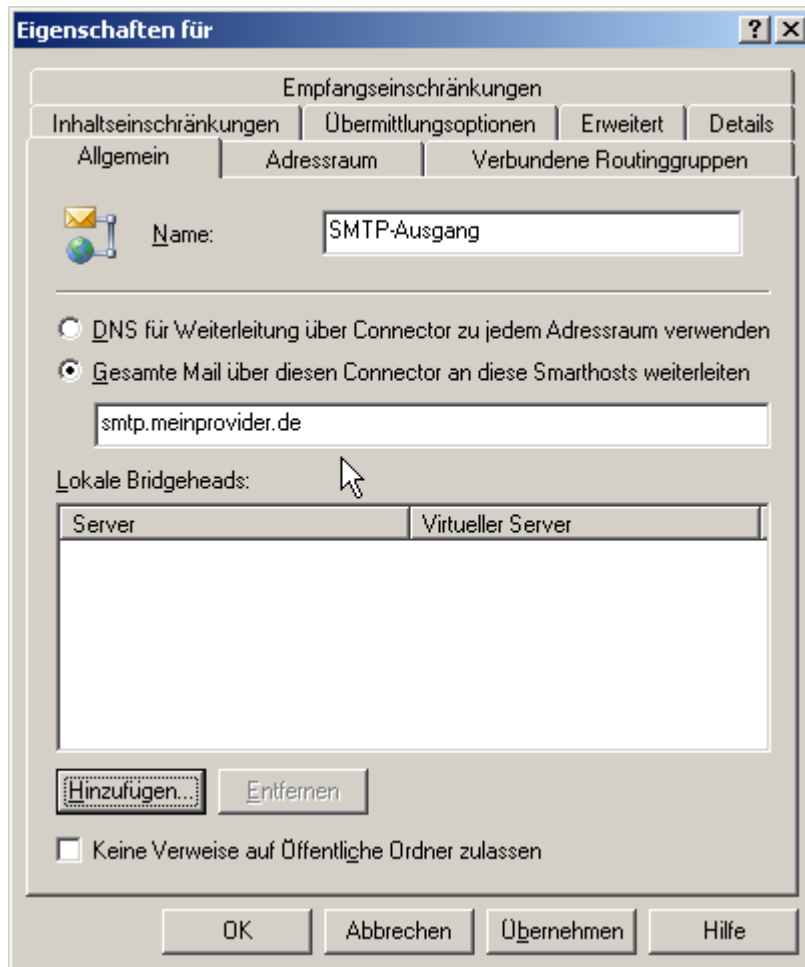 Eigenschaften für
Empfangseinschränkungen
Inhaltseinschränkungen Übermittlungsoptionen Erweitert Details
Allgemein Adressraum Verbundene Routinggruppen
Name: SMTP-Ausgang
DNS für Weiterleitung über Connector zu jedem Adressraum verwenden
Gesamte Mail über diesen Connector an diese Smarthosts weiterleiten
smtp.meinprovider.de
Lokale Bridgeheads:
Server Virtueller Server
Hinzufügen... Entfernen
Keine Verweise auf Öffentliche Ordner zulassen
OK Abbrechen Übernehmen Hilfe